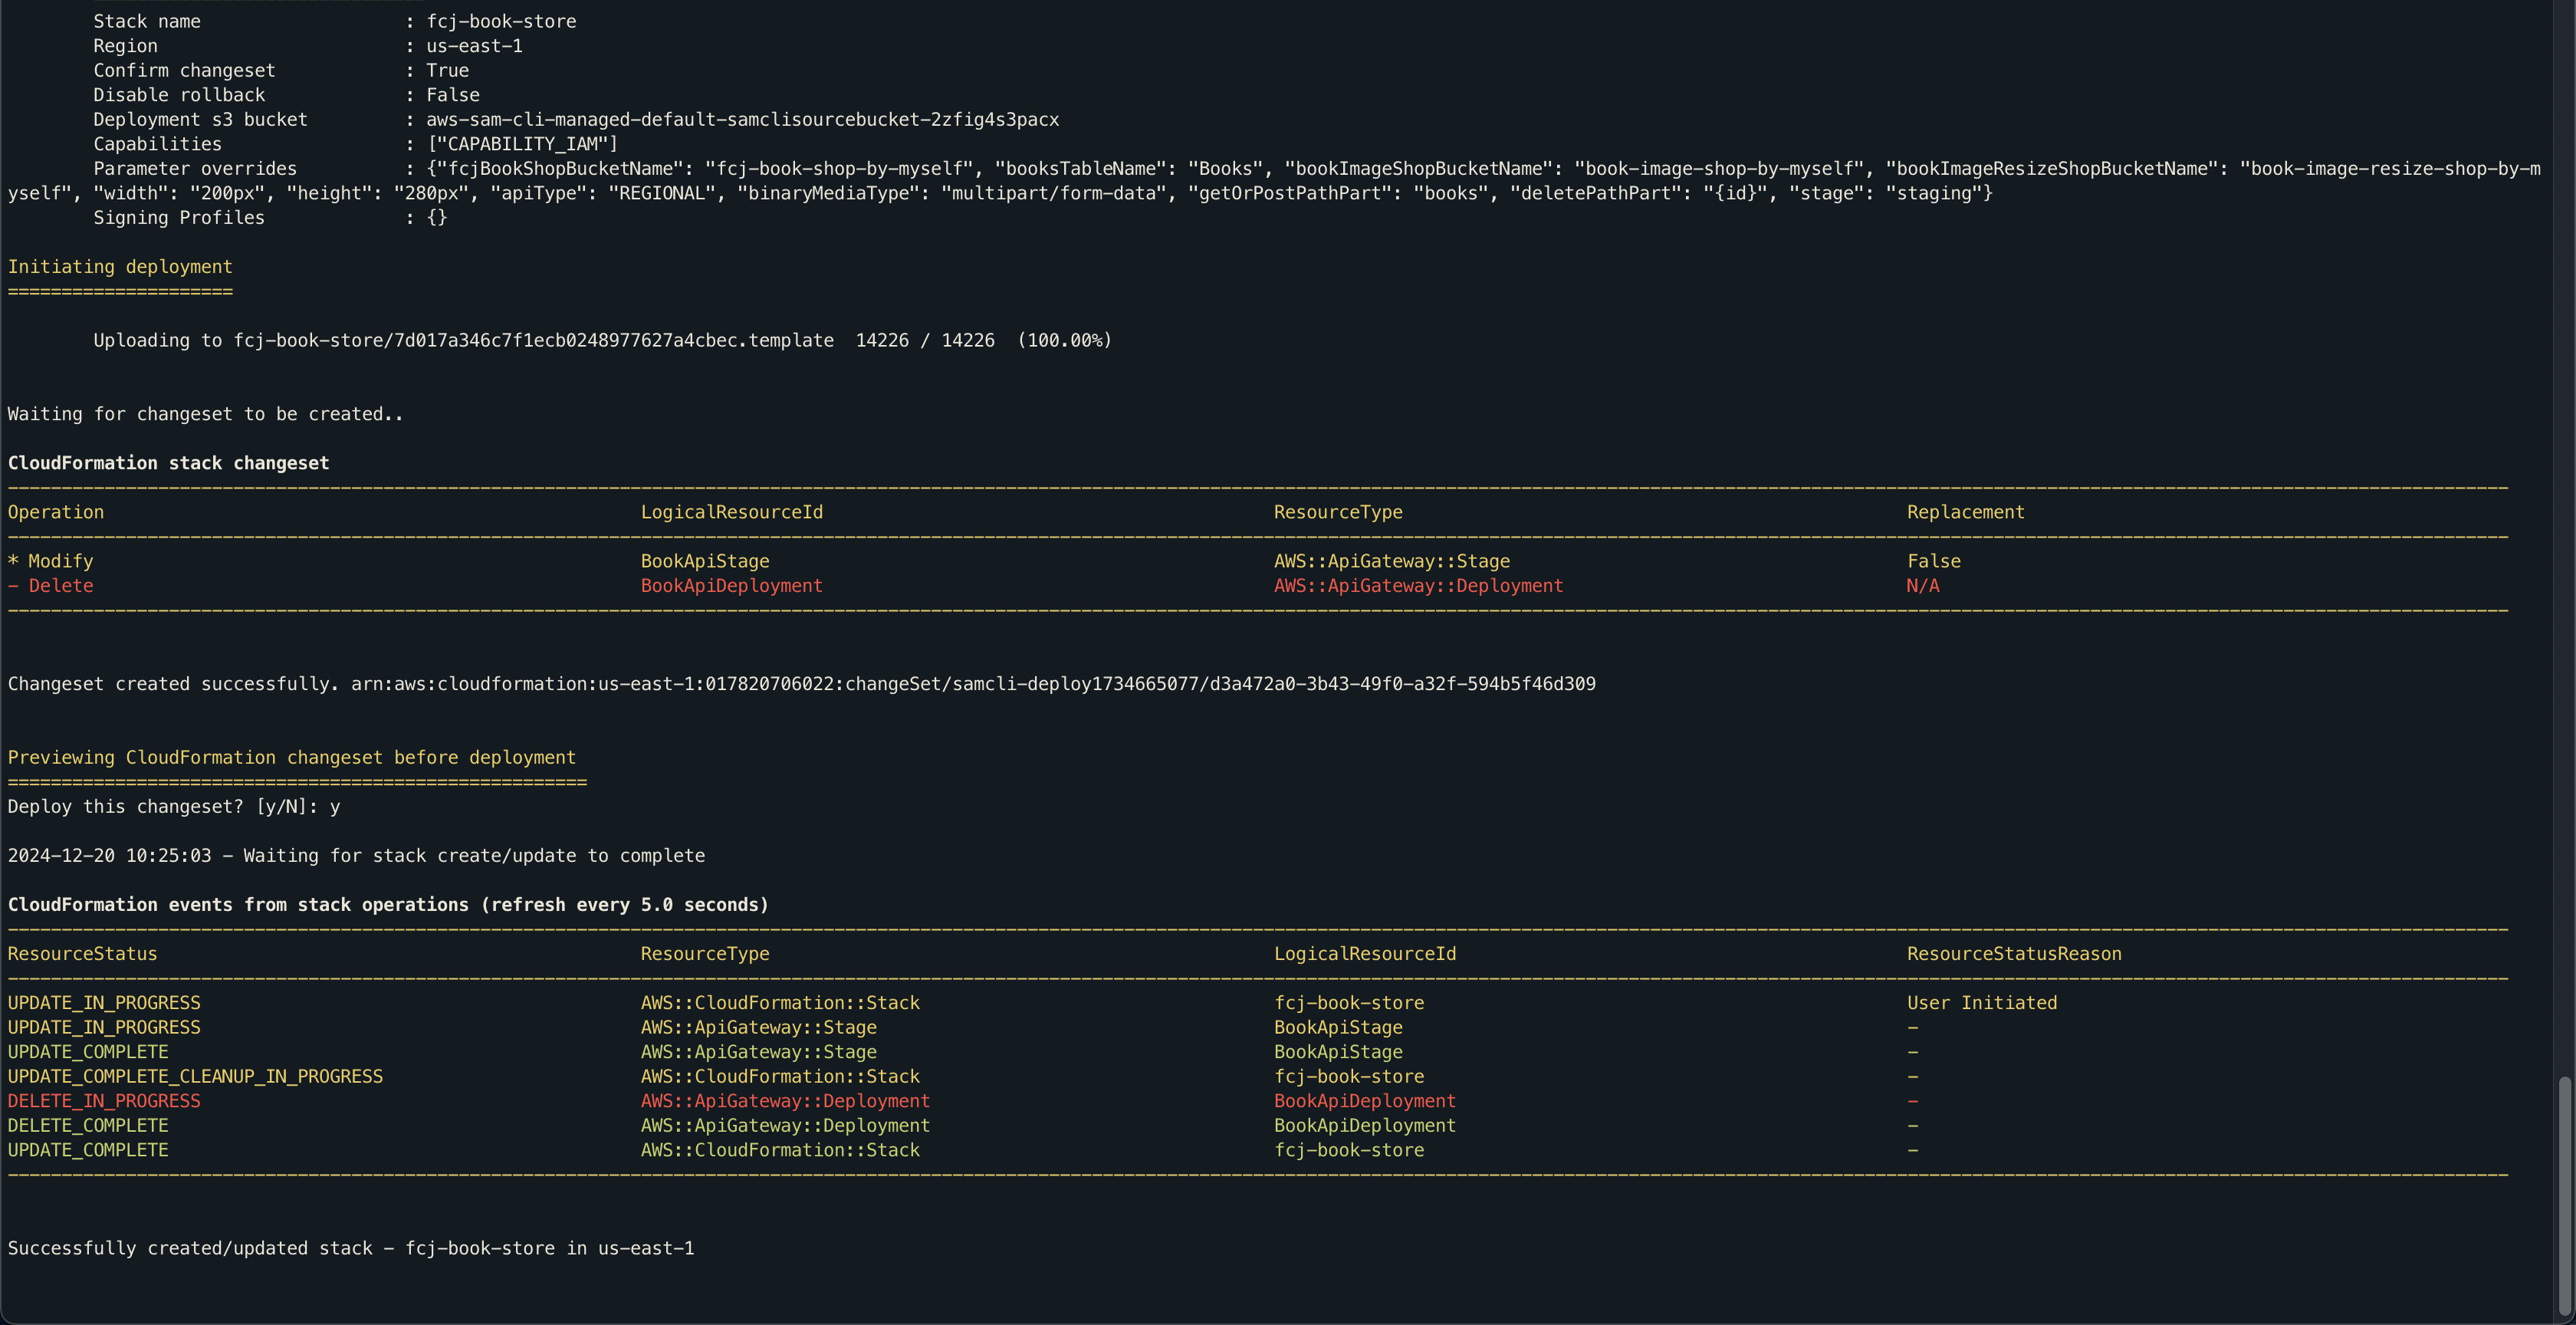 Stack name                   : fcj-book-store
Region                       : us-east-1
Confirm changeset            : True
Disable rollback             : False
Deployment s3 bucket         : aws-sam-cli-managed-default-samclisourcebucket-2zfig4s3pacx
Capabilities                 : ["CAPABILITY_IAM"]
Parameter overrides          : {"fcjBookShopBucketName": "fcj-book-shop-by-myself", "booksTableName": "Books", "bookImageShopBucketName": "book-image-shop-by-myself", "bookImageResizeShopBucketName": "book-image-resize-shop-by-m
yself", "width": "200px", "height": "280px", "apiType": "REGIONAL", "binaryMediaType": "multipart/form-data", "getOrPostPathPart": "books", "deletePathPart": "{id}", "stage": "staging"}
Signing Profiles             : {}
Initiating deployment
=====================
Uploading to fcj-book-store/7d017a346c7f1ecb0248977627a4cbec.template  14226 / 14226  (100.00%)
Waiting for changeset to be created..
CloudFormation stack changeset
Operation LogicalResourceId ResourceType Replacement
* Modify BookApiStage AWS::ApiGateway::Stage False
- Delete BookApiDeployment AWS::ApiGateway::Deployment N/A
Changeset created successfully. arn:aws:cloudformation:us-east-1:017820706022:changeSet/samcli-deploy1734665077/d3a472a0-3b43-49f0-a32f-594b5f46d309
Previewing CloudFormation changeset before deployment
======================================================
Deploy this changeset? [y/N]: y
2024-12-20 10:25:03 - Waiting for stack create/update to complete
CloudFormation events from stack operations (refresh every 5.0 seconds)
ResourceStatus ResourceType LogicalResourceId ResourceStatusReason
UPDATE_IN_PROGRESS AWS::CloudFormation::Stack fcj-book-store User Initiated
UPDATE_IN_PROGRESS AWS::ApiGateway::Stage BookApiStage -
UPDATE_COMPLETE AWS::ApiGateway::Stage BookApiStage -
UPDATE_COMPLETE_CLEANUP_IN_PROGRESS AWS::CloudFormation::Stack fcj-book-store -
DELETE_IN_PROGRESS AWS::ApiGateway::Deployment BookApiDeployment -
DELETE_COMPLETE AWS::ApiGateway::Deployment BookApiDeployment -
UPDATE_COMPLETE AWS::CloudFormation::Stack fcj-book-store -
Successfully created/updated stack - fcj-book-store in us-east-1